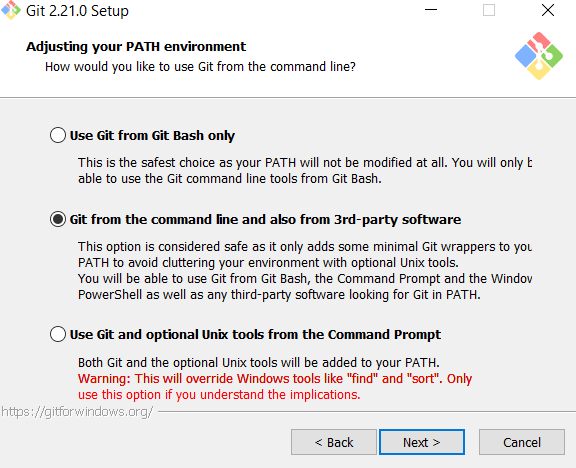 Git 2.21.0 Setup
Adjusting your PATH environment
How would you like to use Git from the command line?
Use Git from Git Bash only
This is the safest choice as your PATH will not be modified at all. You will only
able to use the Git command line tools from Git Bash.
Git from the command line and also from 3rd-party software
This option is considered safe as it only adds some minimal Git wrappers to you
PATH to avoid cluttering your environment with optional Unix tools.
You will be able to use Git from Git Bash, the Command Prompt and the Window
PowerShell as well as any third-party software looking for Git in PATH.
Use Git and optional Unix tools from the Command Prompt
Both Git and the optional Unix tools will be added to your PATH.
Warning: This will override Windows tools like "find" and "sort". Only
use this option if you understand the implications.
https://gitforwindows.org/
< Back
Next >
Cancel